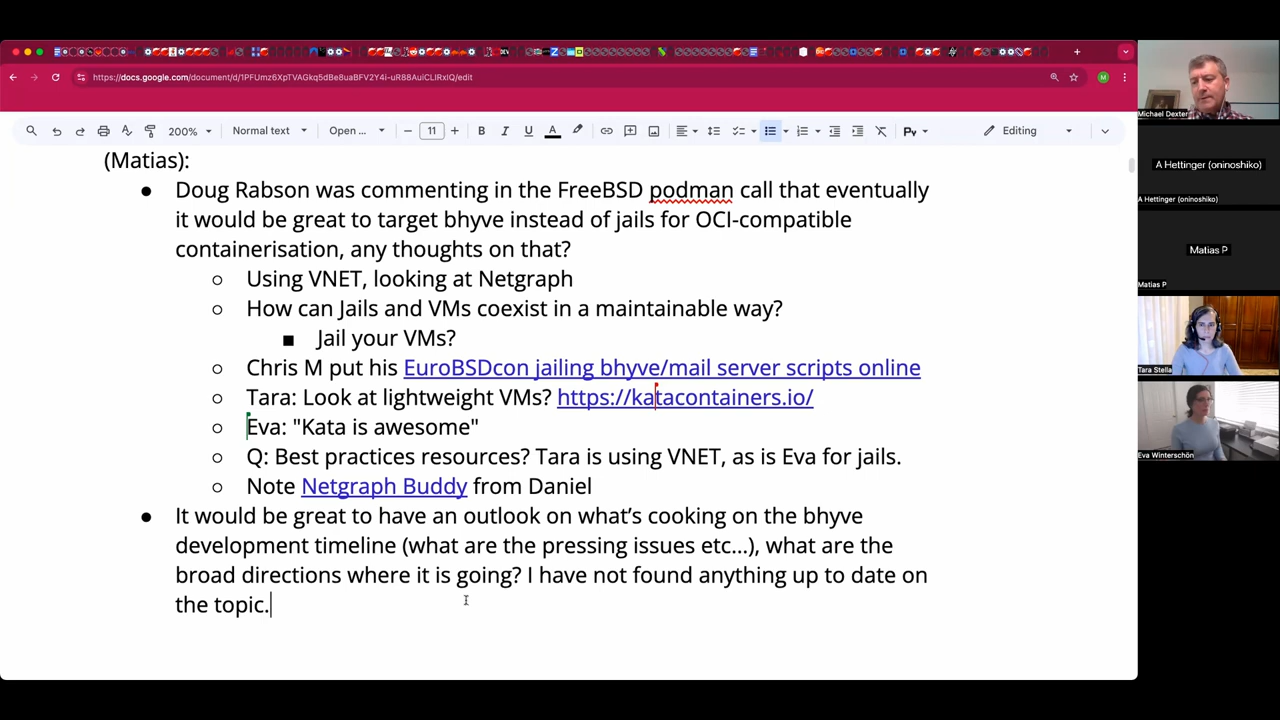 https://docs.google.com/document/d/1PFUmz6XpTVAGkq5dBe8uaBFV2Y4i-uR88AuiCLIRxIQ/edit
200%
Normal text
Open ...
11
Editing
(Matias):
● Doug Rabson was commenting in the FreeBSD podman call that eventually
it would be great to target bhyve instead of jails for OCI-compatible
containerisation, any thoughts on that?
○ Using VNET, looking at Netgraph
○ How can Jails and VMs coexist in a maintainable way?
■ Jail your VMs?
○ Chris M put his EuroBSDcon jailing bhyve/mail server scripts online
○ Tara: Look at lightweight VMs? https://katacontainers.io/
○ Eva: "Kata is awesome"
○ Q: Best practices resources? Tara is using VNET, as is Eva for jails.
○ Note Netgraph Buddy from Daniel
● It would be great to have an outlook on what’s cooking on the bhyve
development timeline (what are the pressing issues etc…), what are the
broad directions where it is going? I have not found anything up to date on
the topic.
Michael Dexter
A Hettinger (oninoshiko)
A Hettinger (oninoshiko)
Matias P
Matias P
Tara Stella
Eva Winterschön